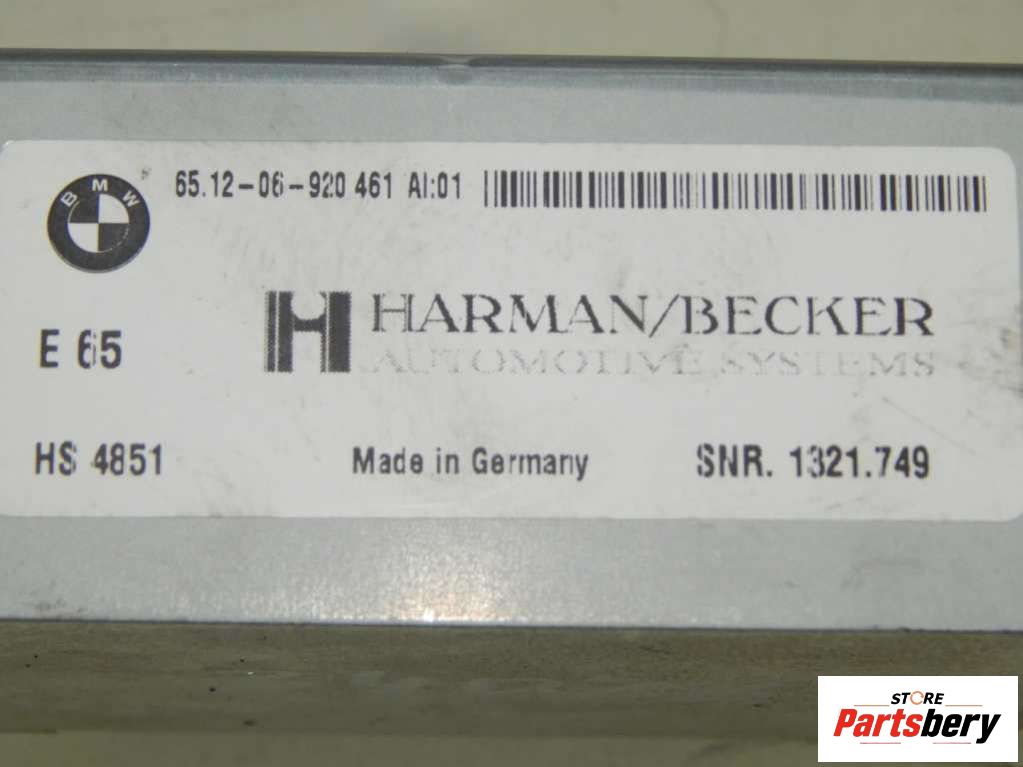 BMW
65.12-06-920 461 AI:01
E 65
H HARMAN/BECKER
AUTOMOTIVE SYSTEMS
HS 4851
Made in Germany
SNR. 1321.749
STORE
Partsbery